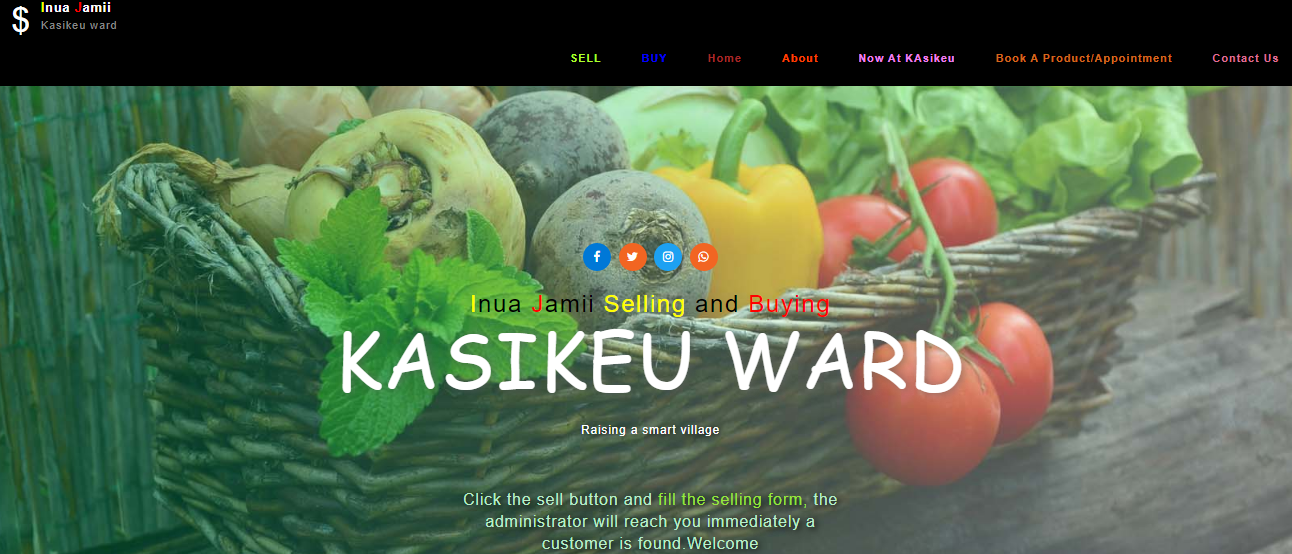 $
Inua Jamii
Kasikeu ward
SELL BUY Home About Now At KAsikeu Book A Product/Appointment Contact Us
Inua Jamii Selling and Buying
KASIKEU WARD
Raising a smart village
Click the sell button and fill the selling form, the
administrator will reach you immediately a
customer is found.Welcome